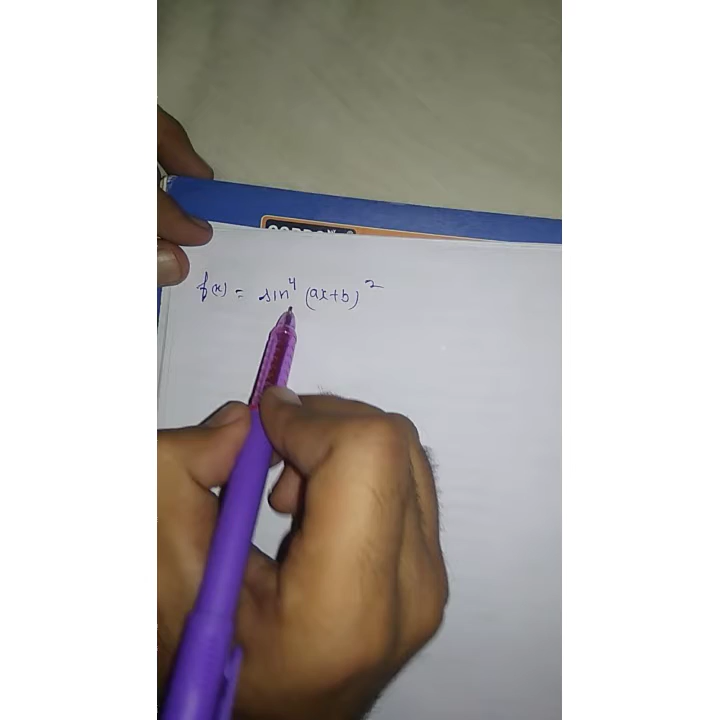 f(x) = sin⁴ (ax+b)²